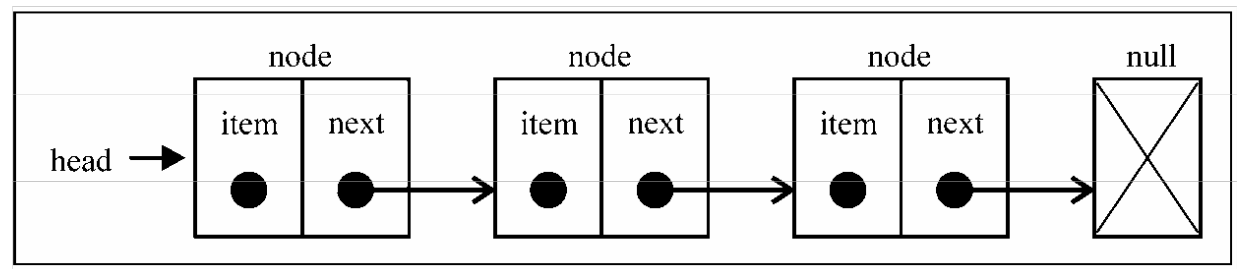 node node node null
item next item next item next
head